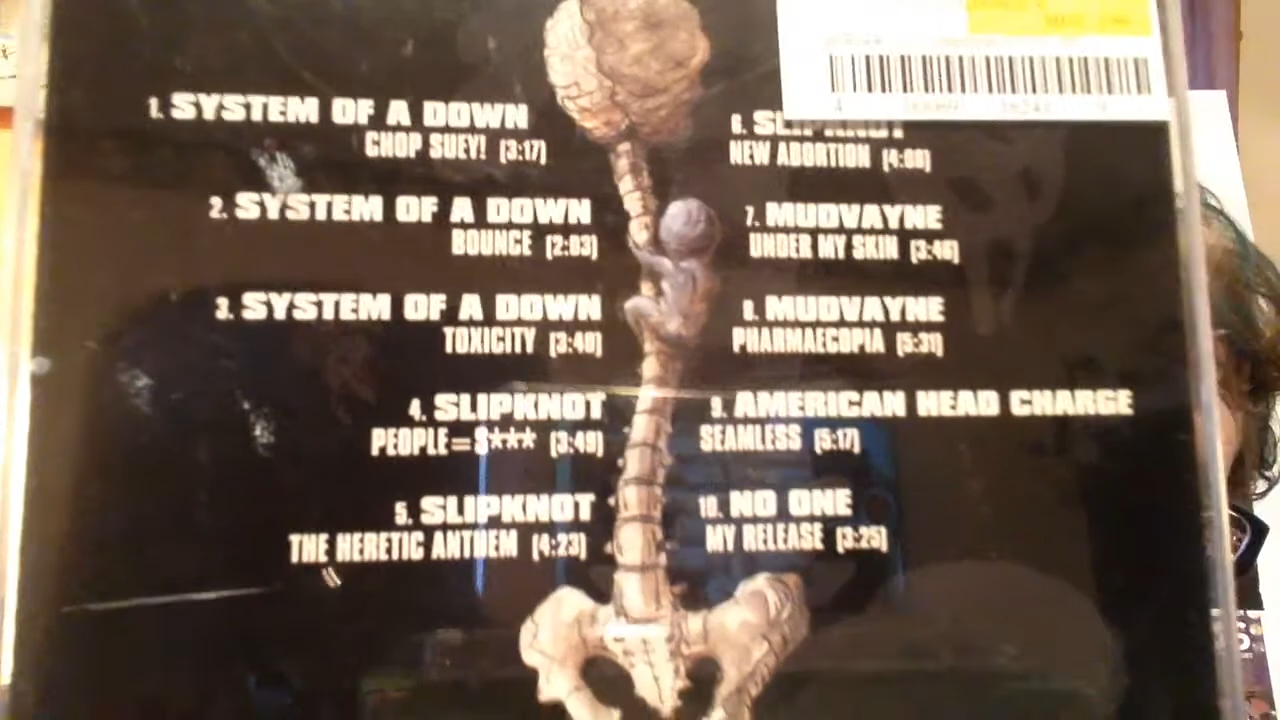 1. SYSTEM OF A DOWN
CHOP SUEY! [3:17]
2. SYSTEM OF A DOWN
BOUNCE [2:03]
3. SYSTEM OF A DOWN
TOXICITY [3:40]
4. SLIPKNOT
PEOPLE=S*** [3:49]
5. SLIPKNOT
THE HERETIC ANTHEM [4:23]
6. SLIPKNOT
NEW ABORTION [4:08]
7. MUDVAYNE
UNDER MY SKIN [3:46]
8. MUDVAYNE
PHARMAECOPIA [5:31]
9. AMERICAN HEAD CHARGE
SEAMLESS [5:17]
10. NO ONE
MY RELEASE [3:25]